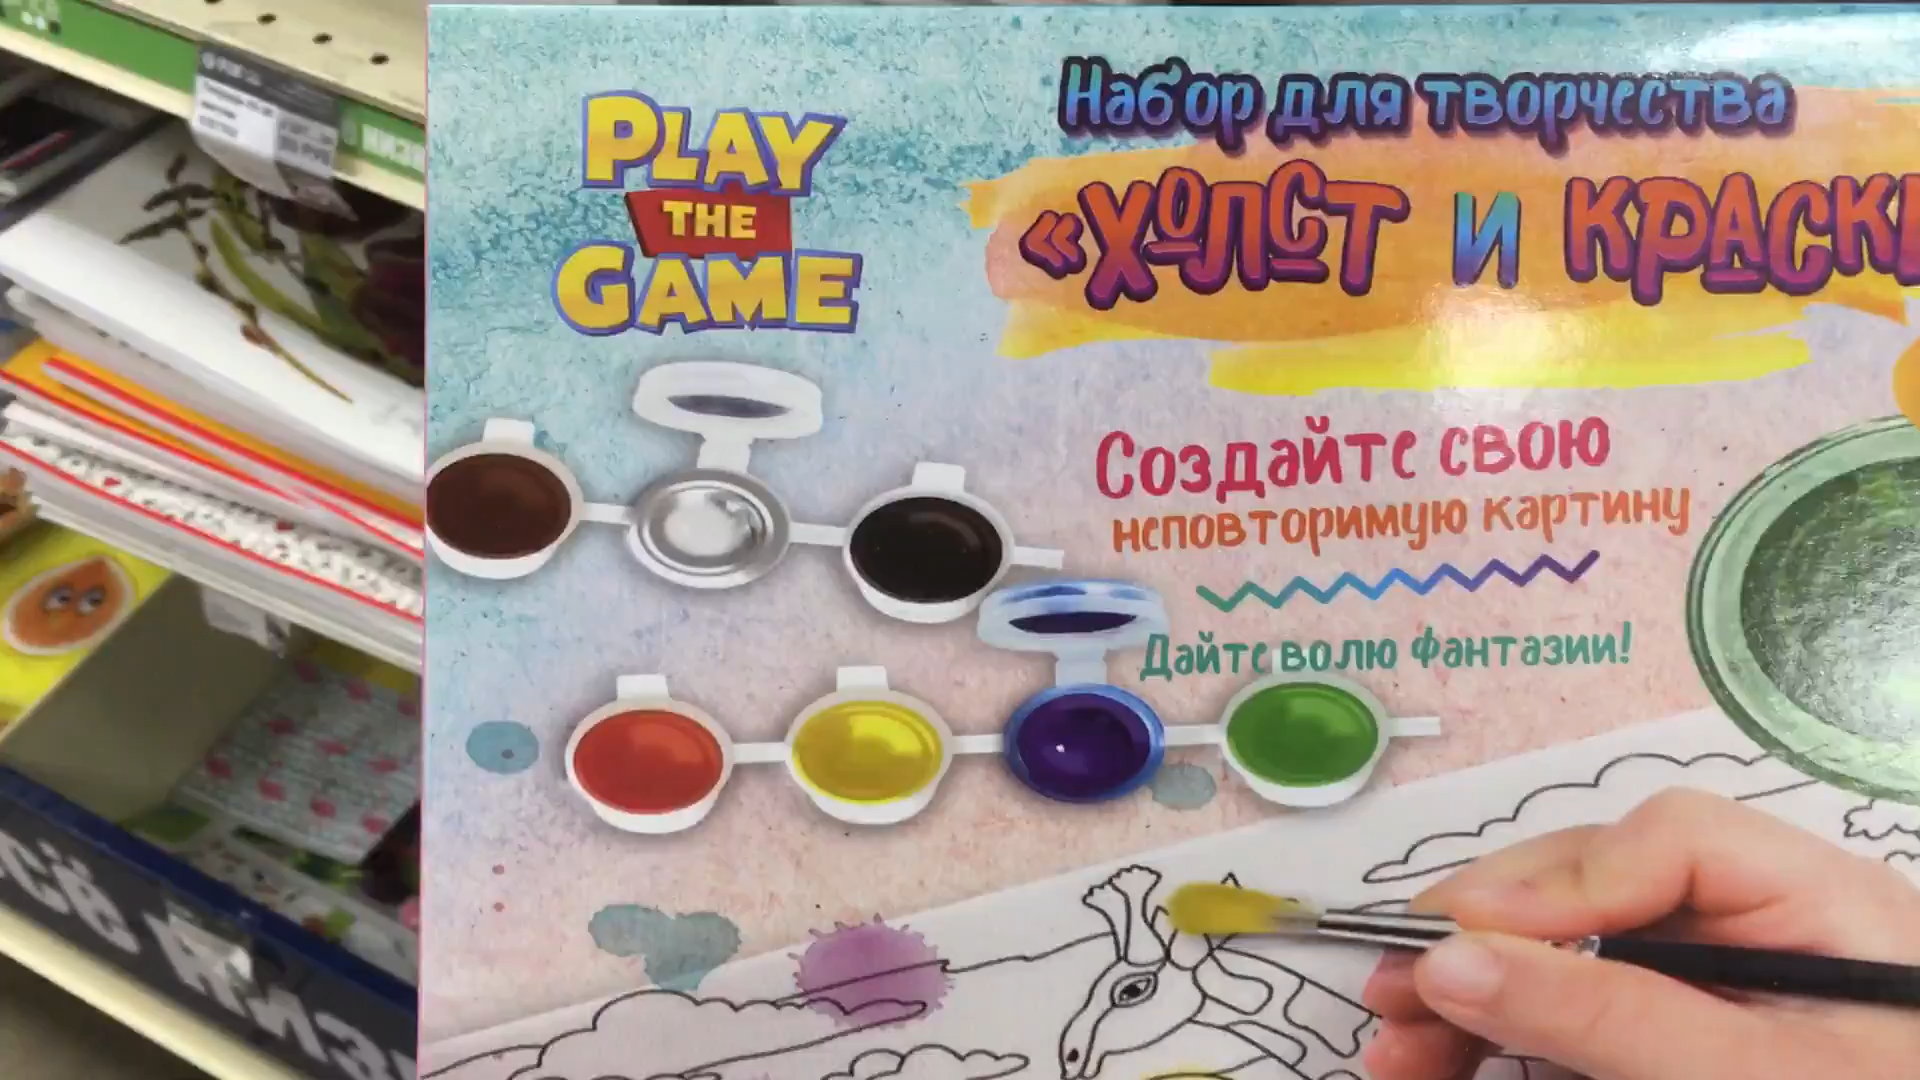 PLAY
THE
GAME
Набор для творчества
«Холст и краски
Создайте свою
неповторимую картину
Дайте волю фантазии!